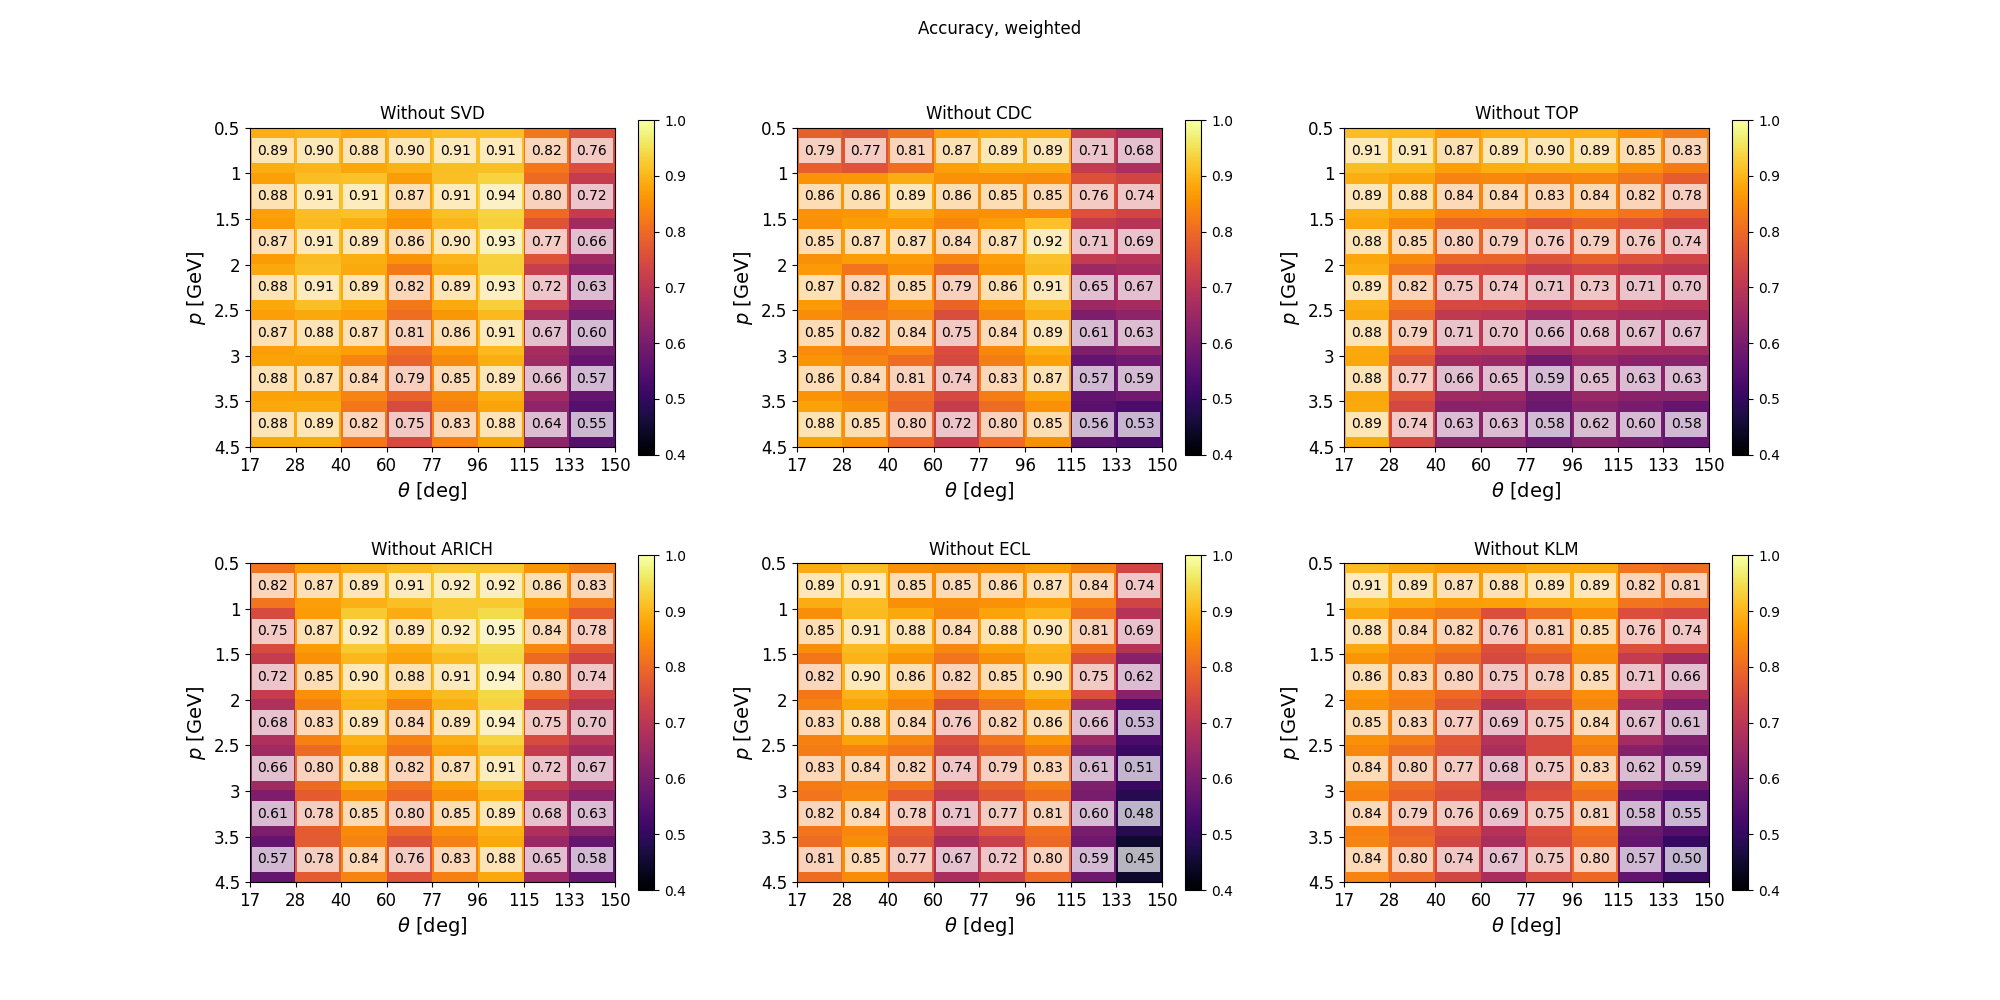 Accuracy, weighted
Without SVD
0.5 0.89 0.90 0.88 0.90 0.91 0.91 0.82 0.76
1
0.88 0.91 0.91 0.87 0.91 0.94 0.80 0.72
1.5
0.87 0.91 0.89 0.86 0.90 0.93 0.77 0.66
2
0.88 0.91 0.89 0.82 0.89 0.93 0.72 0.63
2.5
0.87 0.88 0.87 0.81 0.86 0.91 0.67 0.60
3
0.88 0.87 0.84 0.79 0.85 0.89 0.66 0.57
3.5
0.88 0.89 0.82 0.75 0.83 0.88 0.64 0.55
4.5
17 28 40 60 77 96 115 133 150
p [GeV]
θ [deg]
1.0
0.9
0.8
0.7
0.6
0.5
0.4
Without CDC
0.5
0.79 0.77 0.81 0.87 0.89 0.89 0.71 0.68
1
0.86 0.86 0.89 0.86 0.85 0.85 0.76 0.74
1.5
0.85 0.87 0.87 0.84 0.87 0.92 0.71 0.69
2
0.87 0.82 0.85 0.79 0.86 0.91 0.65 0.67
2.5
0.85 0.82 0.84 0.75 0.84 0.89 0.61 0.63
3
0.86 0.84 0.81 0.74 0.83 0.87 0.57 0.59
3.5
0.88 0.85 0.80 0.72 0.80 0.85 0.56 0.53
4.5
17 28 40 60 77 96 115 133 150
p [GeV]
θ [deg]
1.0
0.9
0.8
0.7
0.6
0.5
0.4
Without TOP
0.5
0.91 0.91 0.87 0.89 0.90 0.89 0.85 0.83
1
0.89 0.88 0.84 0.84 0.83 0.84 0.82 0.78
1.5
0.88 0.85 0.80 0.79 0.76 0.79 0.76 0.74
2
0.89 0.82 0.75 0.74 0.71 0.73 0.71 0.70
2.5
0.88 0.79 0.71 0.70 0.66 0.68 0.67 0.67
3
0.88 0.77 0.66 0.65 0.59 0.65 0.63 0.63
3.5
0.89 0.74 0.63 0.63 0.58 0.62 0.60 0.58
4.5
17 28 40 60 77 96 115 133 150
p [GeV]
θ [deg]
1.0
0.9
0.8
0.7
0.6
0.5
0.4
Without ARICH
0.5
0.82 0.87 0.89 0.91 0.92 0.92 0.86 0.83
1
0.75 0.87 0.92 0.89 0.92 0.95 0.84 0.78
1.5
0.72 0.85 0.90 0.88 0.91 0.94 0.80 0.74
2
0.68 0.83 0.89 0.84 0.89 0.94 0.75 0.70
2.5
0.66 0.80 0.88 0.82 0.87 0.91 0.72 0.67
3
0.61 0.78 0.85 0.80 0.85 0.89 0.68 0.63
3.5
0.57 0.78 0.84 0.76 0.83 0.88 0.65 0.58
4.5
17 28 40 60 77 96 115 133 150
p [GeV]
θ [deg]
1.0
0.9
0.8
0.7
0.6
0.5
0.4
Without ECL
0.5
0.89 0.91 0.85 0.85 0.86 0.87 0.84 0.74
1
0.85 0.91 0.88 0.84 0.88 0.90 0.81 0.69
1.5
0.82 0.90 0.86 0.82 0.85 0.90 0.75 0.62
2
0.83 0.88 0.84 0.76 0.82 0.86 0.66 0.53
2.5
0.83 0.84 0.82 0.74 0.79 0.83 0.61 0.51
3
0.82 0.84 0.78 0.71 0.77 0.81 0.60 0.48
3.5
0.81 0.85 0.77 0.67 0.72 0.80 0.59 0.45
4.5
17 28 40 60 77 96 115 133 150
p [GeV]
θ [deg]
1.0
0.9
0.8
0.7
0.6
0.5
0.4
Without KLM
0.5
0.91 0.89 0.87 0.88 0.89 0.89 0.82 0.81
1
0.88 0.84 0.82 0.76 0.81 0.85 0.76 0.74
1.5
0.86 0.83 0.80 0.75 0.78 0.85 0.71 0.66
2
0.85 0.83 0.77 0.69 0.75 0.84 0.67 0.61
2.5
0.84 0.80 0.77 0.68 0.75 0.83 0.62 0.59
3
0.84 0.79 0.76 0.69 0.75 0.81 0.58 0.55
3.5
0.84 0.80 0.74 0.67 0.75 0.80 0.57 0.50
4.5
17 28 40 60 77 96 115 133 150
p [GeV]
θ [deg]
1.0
0.9
0.8
0.7
0.6
0.5
0.4